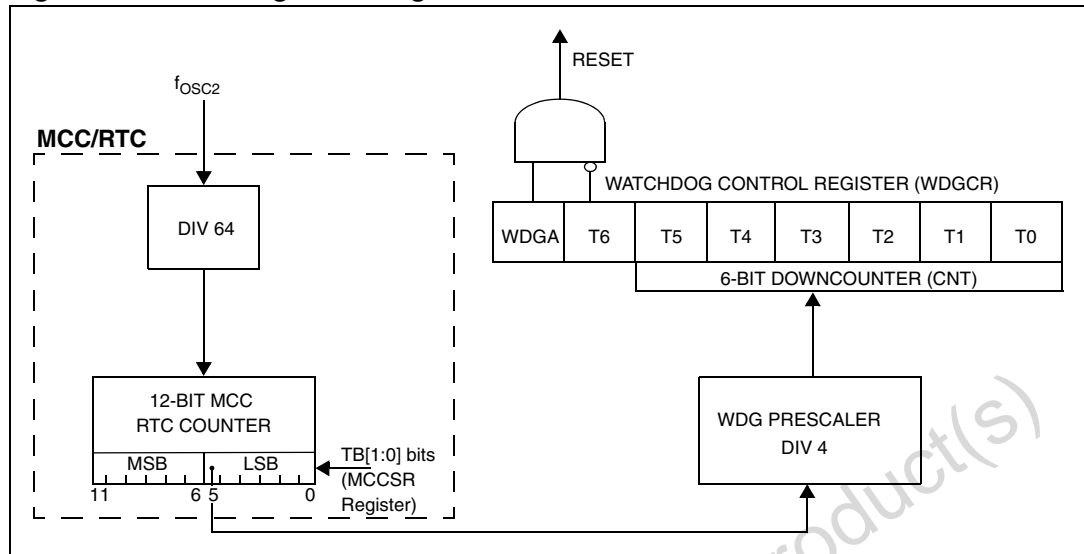 RESET
fOSC2
MCC/RTC
WATCHDOG CONTROL REGISTER (WDGCR)
DIV 64
WDGA T6 T5 T4 T3 T2 T1 T0
6-BIT DOWNCOUNTER (CNT)
12-BIT MCC
RTC COUNTER
MSB LSB
11 6 5 0
TB[1:0] bits
(MCCSR
Register)
WDG PRESCALER
DIV 4
roduct(s)